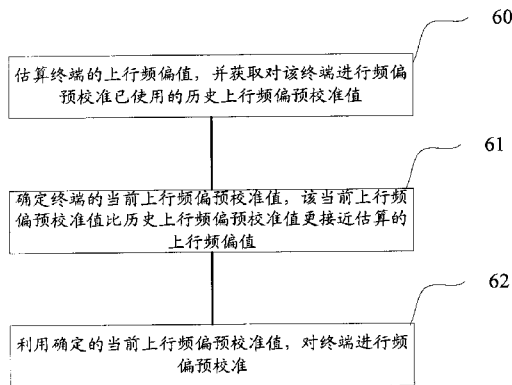 60
估算终端的上行频偏值，并获取对该终端进行频偏
预校准已使用的历史上行频偏预校准值
61
确定终端的当前上行频偏预校准值，该当前上行频
偏预校准值比历史上行频偏预校准值更接近估算的
上行频偏值
62
利用确定的当前上行频偏预校准值，对终端进行频
偏预校准